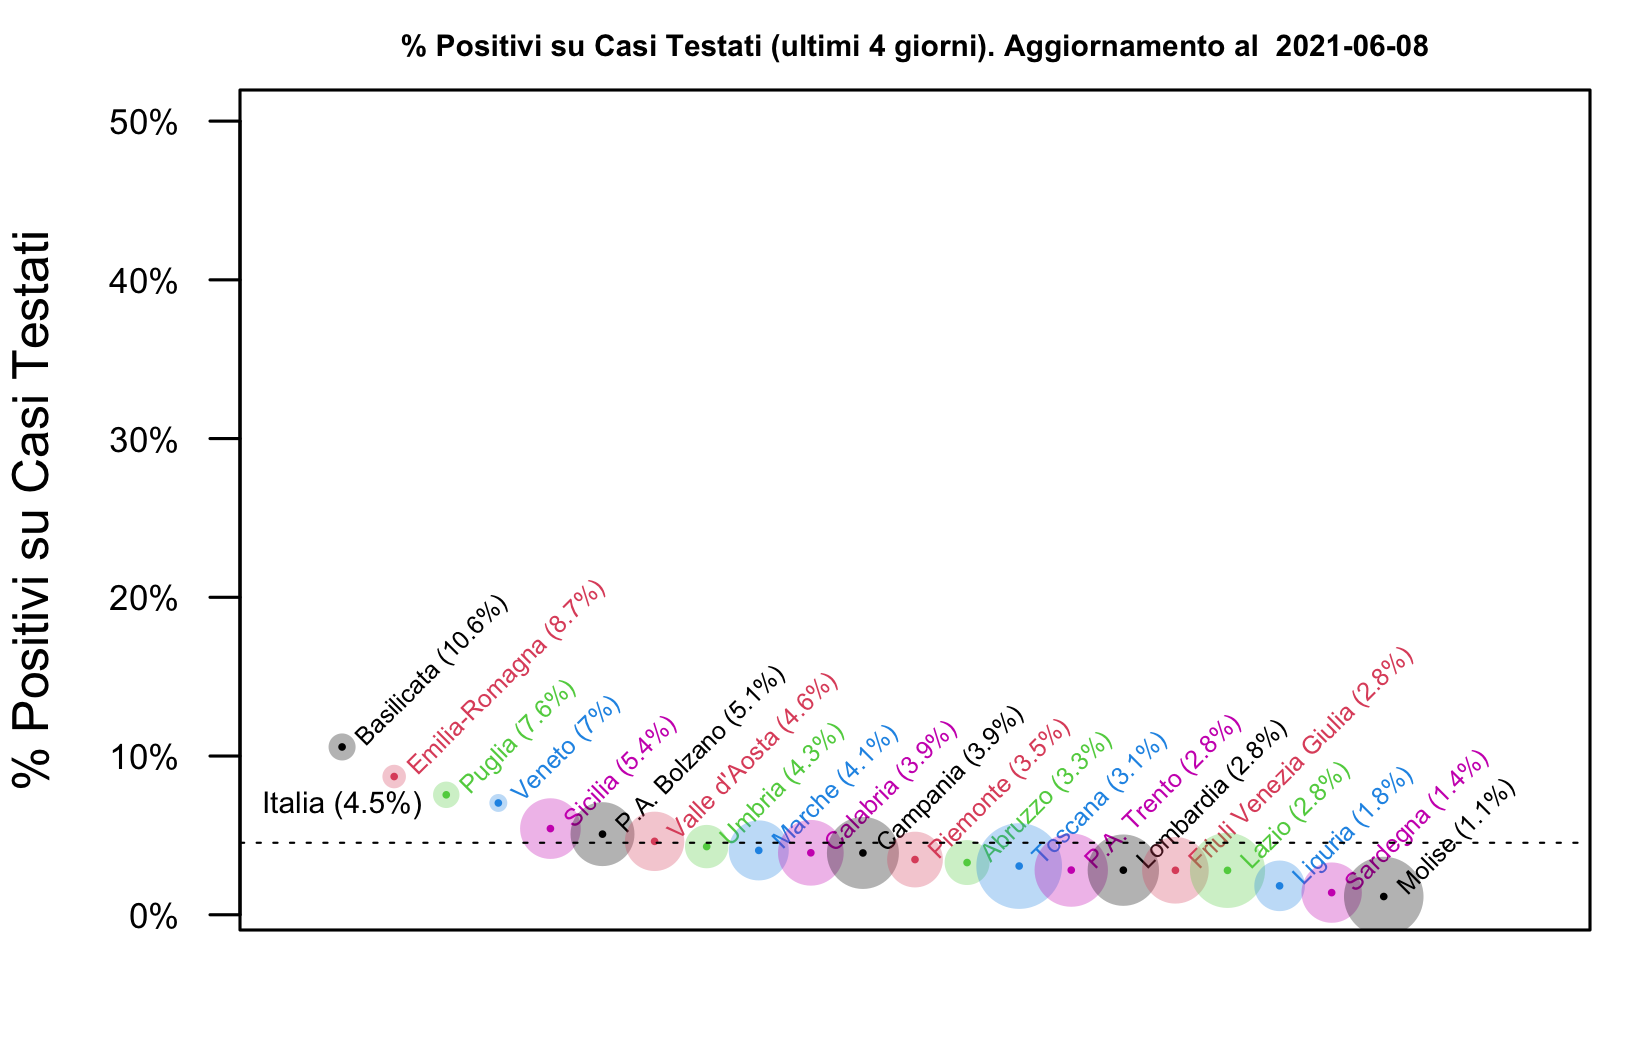 % Positivi su Casi Testati (ultimi 4 giorni). Aggiornamento al  2021-06-08
% Positivi su Casi Testati
50%
40%
30%
20%
10%
0%
Italia (4.5%)
Basilicata (10.6%)
Emilia-Romagna (8.7%)
Puglia (7.6%)
Veneto (7%)
Sicilia (5.4%)
P.A. Bolzano (5.1%)
Valle d'Aosta (4.6%)
Umbria (4.3%)
Marche (4.1%)
Calabria (3.9%)
Campania (3.9%)
Piemonte (3.5%)
Abruzzo (3.3%)
Toscana (3.1%)
P.A. Trento (2.8%)
Lombardia (2.8%)
Friuli Venezia Giulia (2.8%)
Lazio (2.8%)
Liguria (1.8%)
Sardegna (1.4%)
Molise (1.1%)